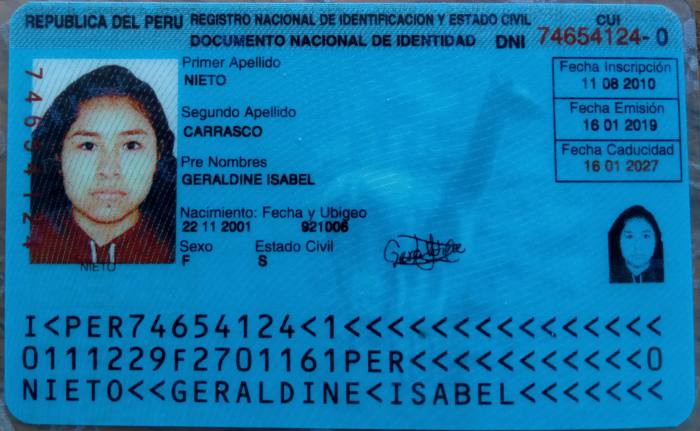 REPUBLICA DEL PERU REGISTRO NACIONAL DE IDENTIFICACION Y ESTADO CIVIL
DOCUMENTO NACIONAL DE IDENTIDAD DNI
CUI
74654124- 0
Primer Apellido
NIETO
Segundo Apellido
CARRASCO
Pre Nombres
GERALDINE ISABEL
Nacimiento: Fecha y Ubigeo
22 11 2001 921006
Sexo Estado Civil
F S
Fecha Inscripción
11 08 2010
Fecha Emisión
16 01 2019
Fecha Caducidad
16 01 2027
74654124
NIETO
I<PER74654124<1<<<<<<<<<<<<<<<
0111229F2701161PER<<<<<<<<<<<0
NIETO<<GERALDINE<ISABEL<<<<<<<